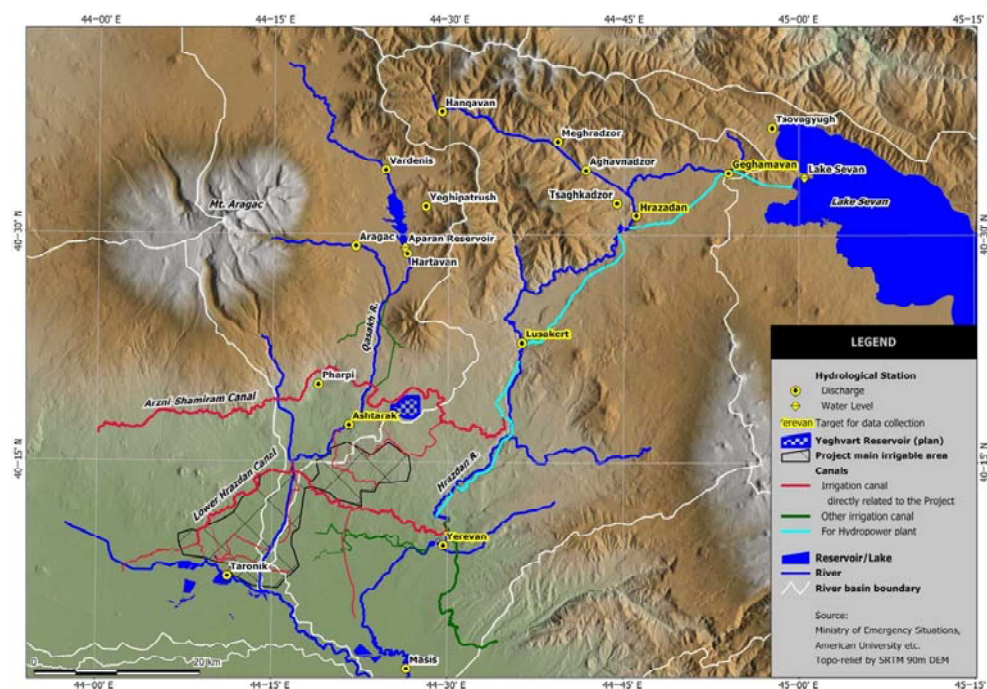 44°00' E 44°15' 44°30' 44°45' 45°00' 45°15'
Hanqavan
Tsovagyugh
Meghradzor
Vardenis
Aghavnadzor
Geghamavan
Lake Sevan
Yeghipatrush
Tsaghkadzor
Hrazadan
Lake Sevan
Mt. Aragac
40°30' N
40°30'
Aragac
Aparan Reservoir
Hartavan
Qasakh R.
Lusakert
Pharpi
Arzni-Shamiram Canal
Ashtarak
40°15' N
40°15'
Lower Hrazdan Canal
Hrazdan R.
Yerevan
Taronik
Masis
0 20 km
44°00' E 44°15' 44°30' 44°45' 45°00' 45°15'
LEGEND
Hydrological Station
Discharge
Water Level
Yerevan Target for data collection
Yeghvart Reservoir (plan)
Project main irrigable area
Canals
Irrigation canal
directly related to the Project
Other irrigation canal
For Hydropower plant
Reservoir/Lake
River
River basin boundary
Source:
Ministry of Emergency Situations,
American University etc.
Topo-relief by SRTM 90m DEM